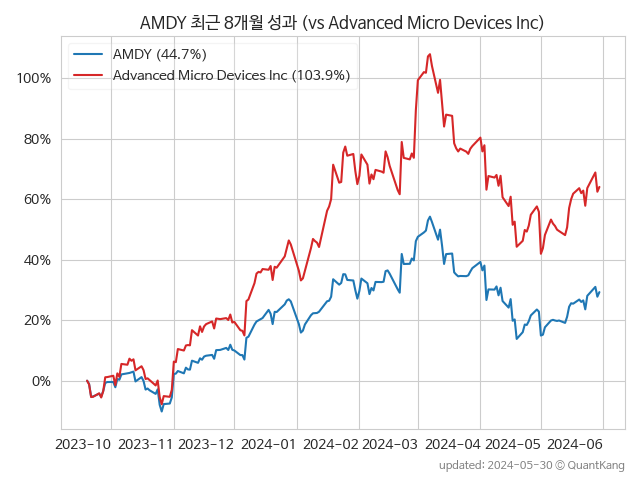 AMDY 최근 8개월 성과 (vs Advanced Micro Devices Inc)
AMDY (44.7%)
Advanced Micro Devices Inc (103.9%)
100%
80%
60%
40%
20%
0%
2023-10 2023-11 2023-12 2024-01 2024-02 2024-03 2024-04 2024-05 2024-06
updated: 2024-05-30 © QuantKang